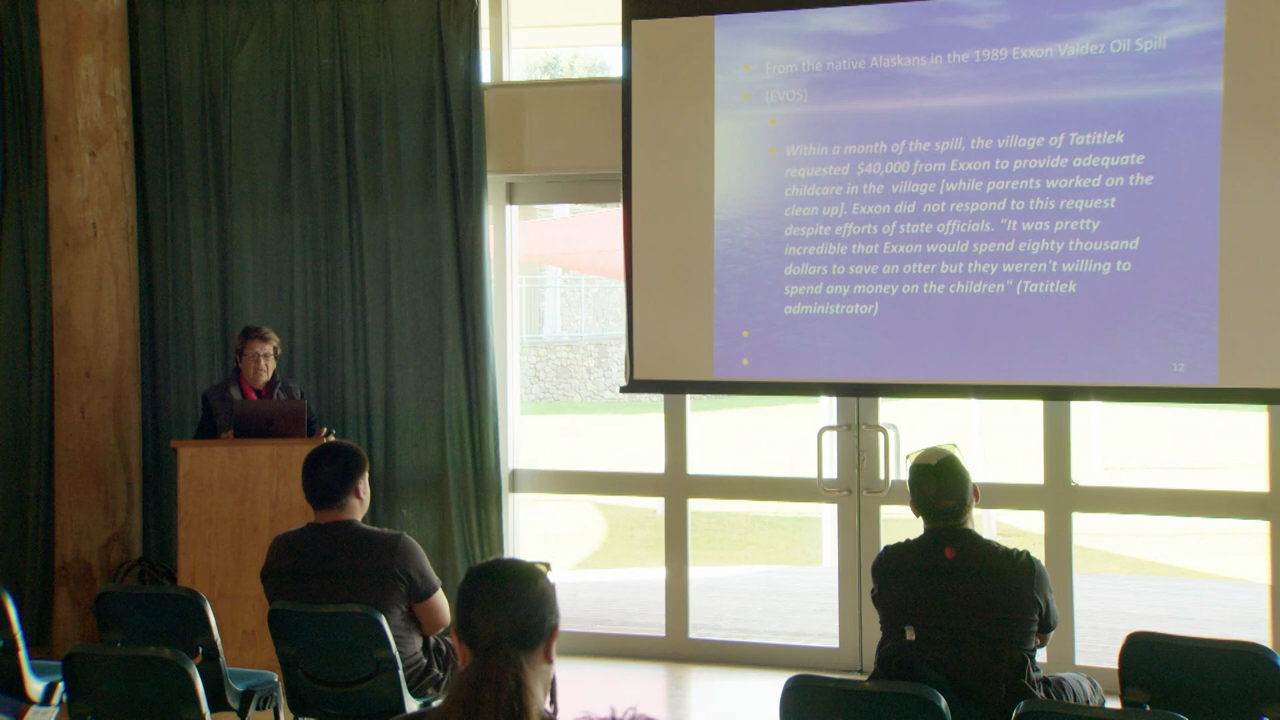 From the native Alaskans in the 1989 Exxon Valdez Oil Spill
(EVOS)
Within a month of the spill, the village of Tatitlek
requested $40,000 from Exxon to provide adequate
childcare in the village [while parents worked on the
clean up]. Exxon did not respond to this request
despite efforts of state officials. "It was pretty
incredible that Exxon would spend eighty thousand
dollars to save an otter but they weren't willing to
spend any money on the children" (Tatitlek
administrator)
12